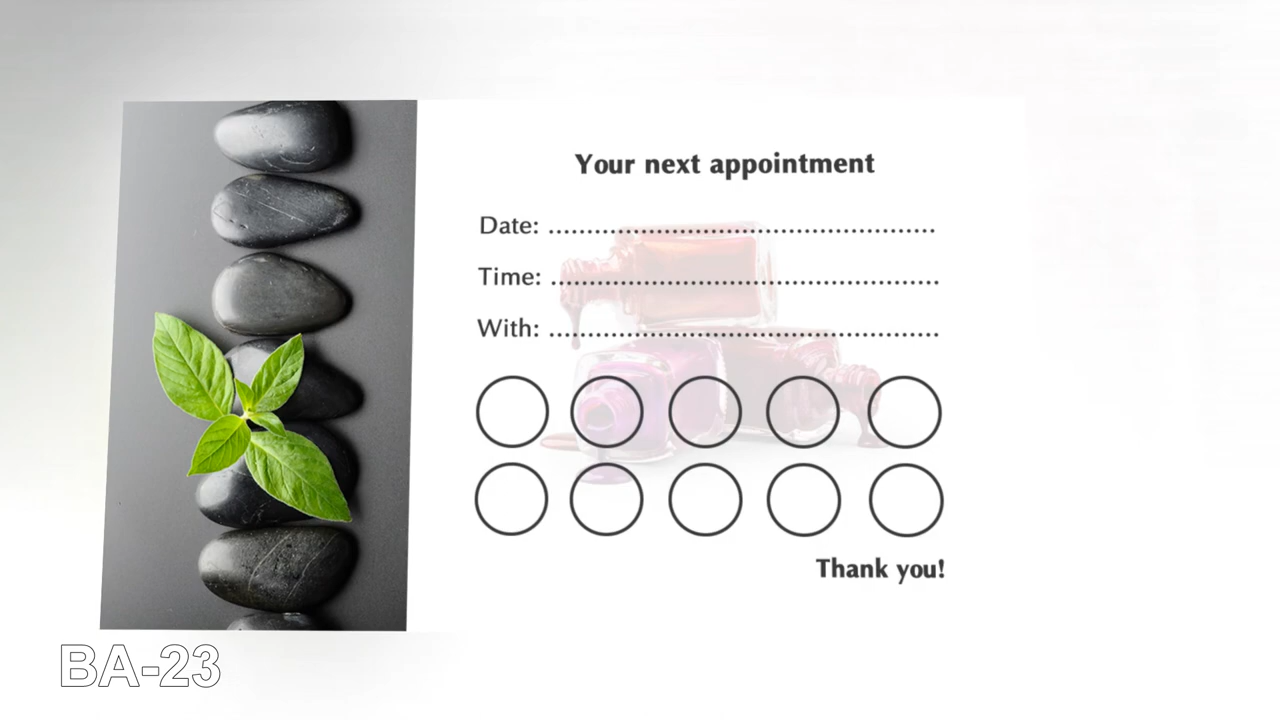 Your next appointment
Date: ..................................................
Time: ..................................................
With: ..................................................
Thank you!
BA-23